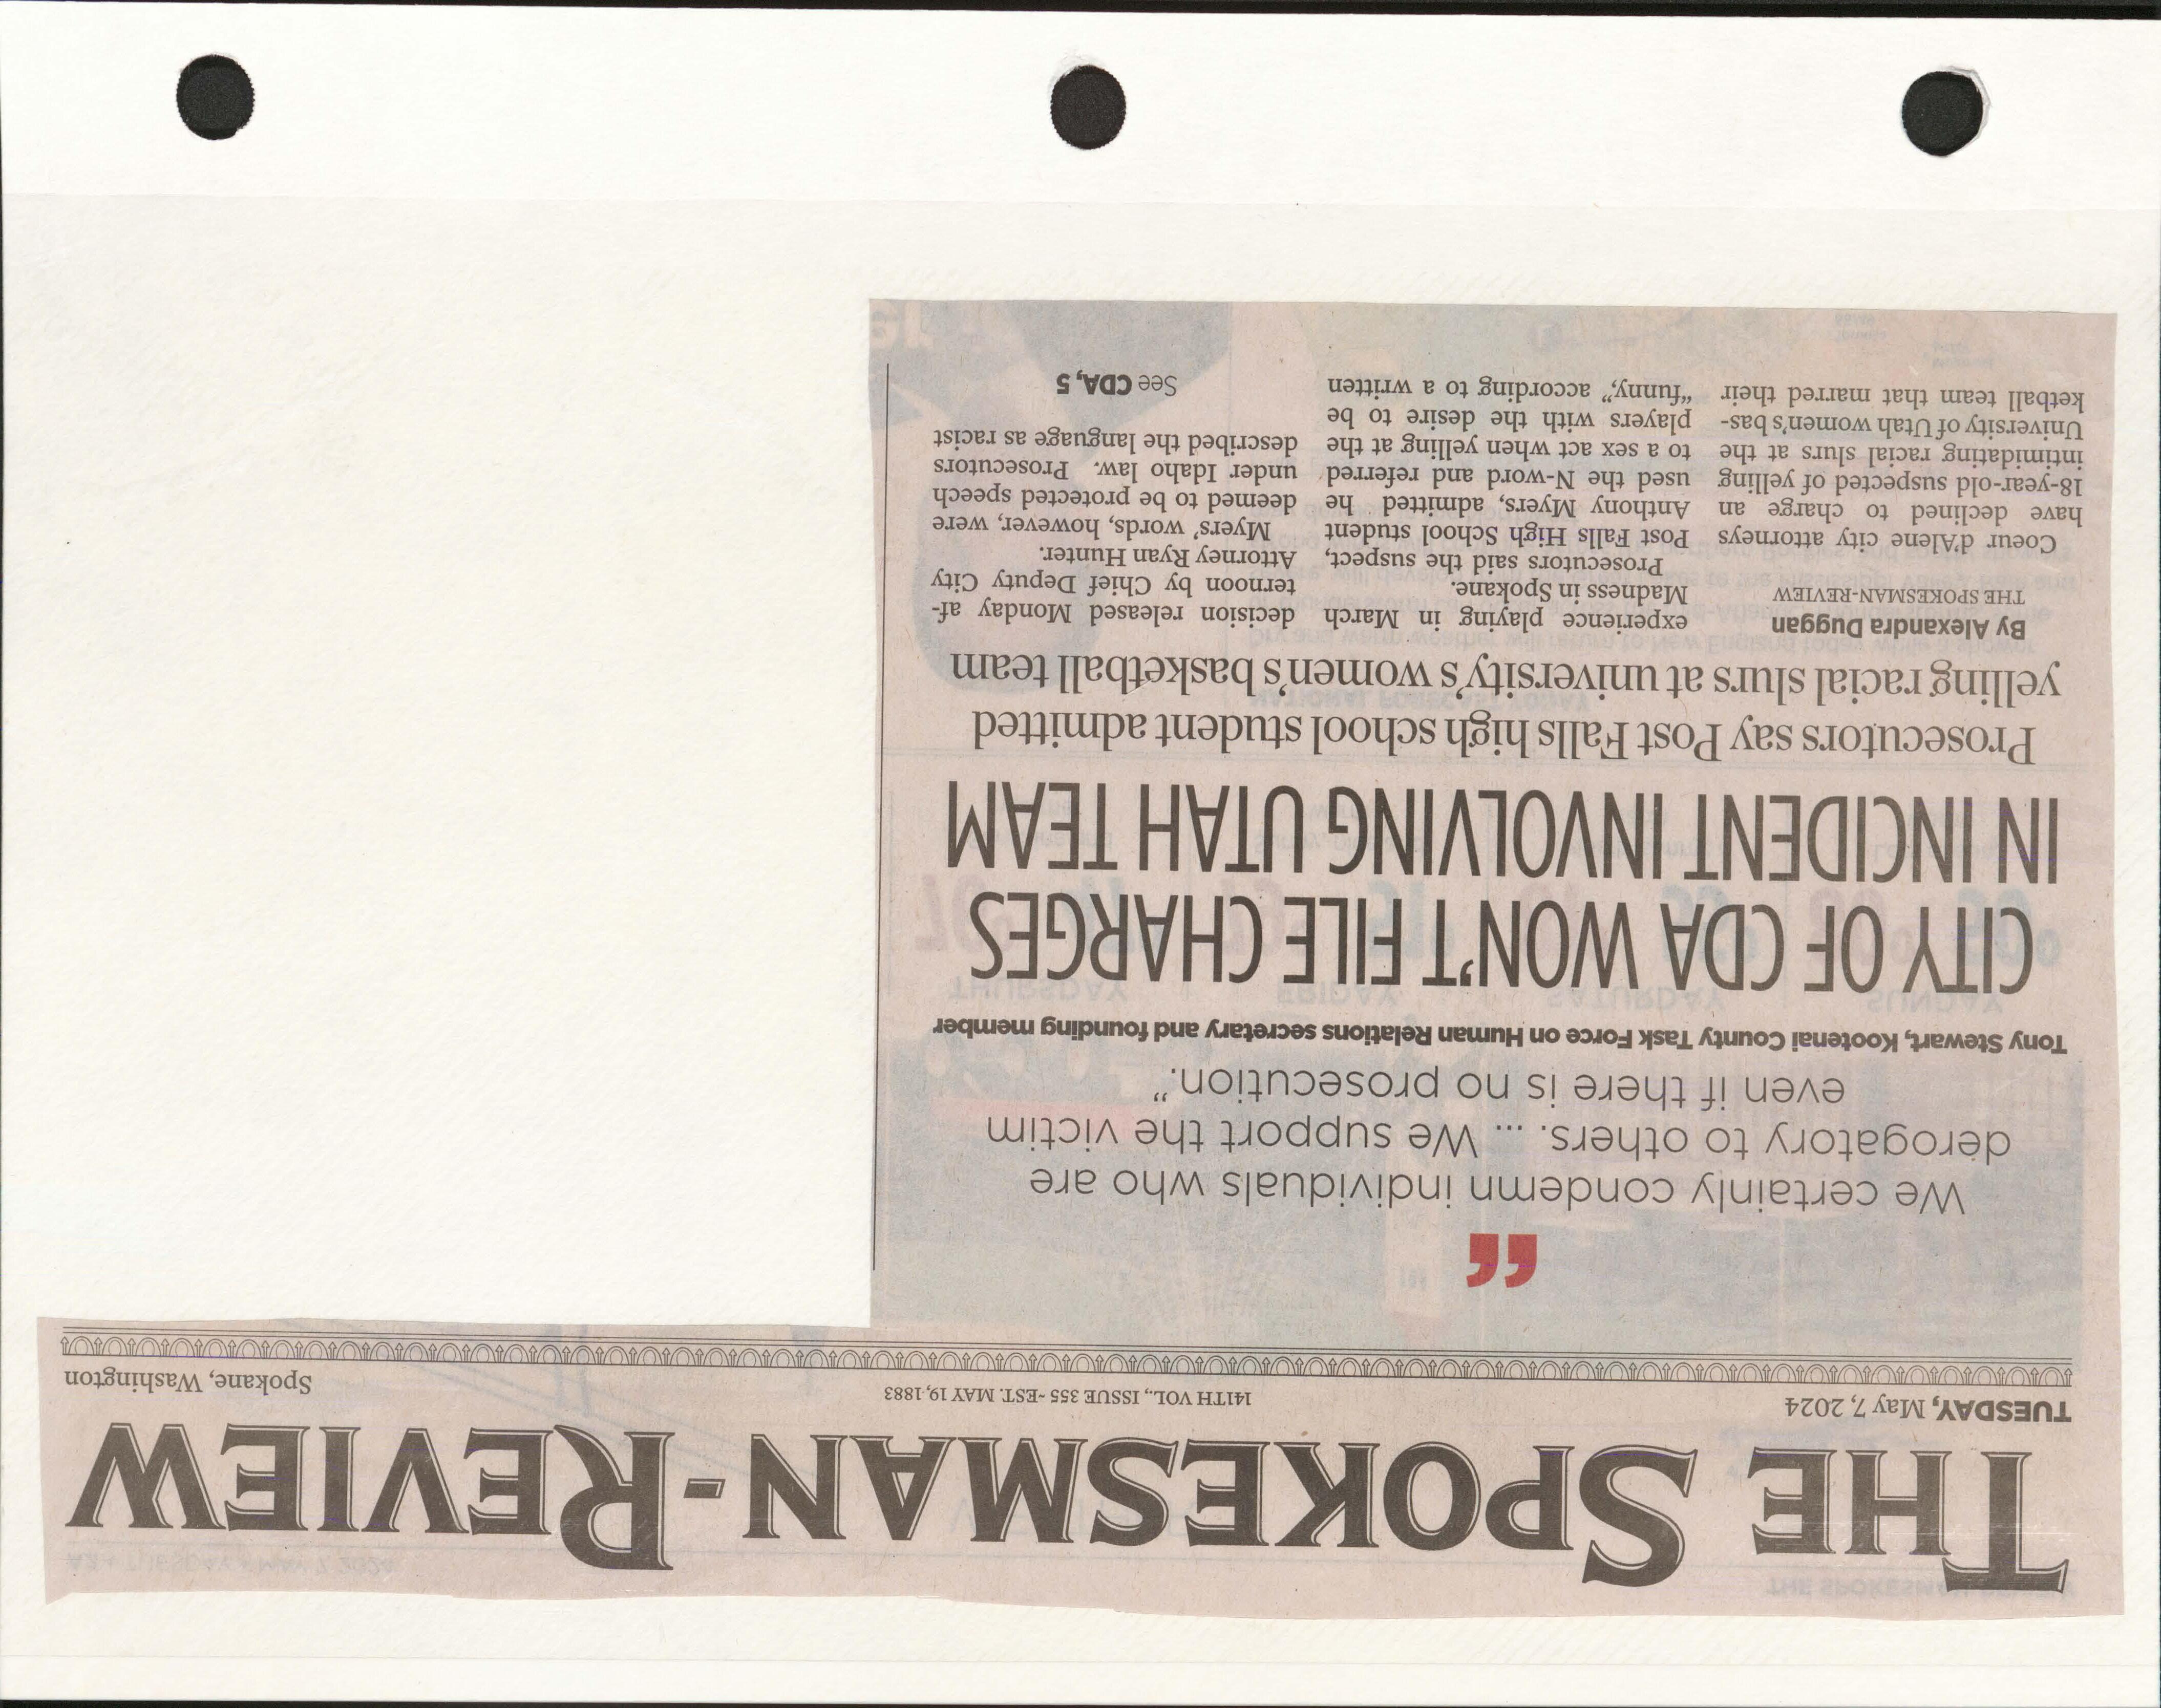 THE SPOKESMAN-REVIEW
TUESDAY, May 7, 2024
141TH VOL., ISSUE 355 ~EST. MAY 19, 1883
Spokane, Washington
“
We certainly condemn individuals who are
derogatory to others. ... We support the victim
even if there is no prosecution.”
Tony Stewart, Kootenai County Task Force on Human Relations secretary and founding member
CITY OF CDA WON’T FILE CHARGES
IN INCIDENT INVOLVING UTAH TEAM
Prosecutors say Post Falls high school student admitted
yelling racial slurs at university’s women’s basketball team
By Alexandra Duggan
THE SPOKESMAN-REVIEW
Coeur d’Alene city attorneys
have declined to charge an
18-year-old suspected of yelling
intimidating racial slurs at the
University of Utah women’s bas-
ketball team that marred their
experience playing in March
Madness in Spokane.
Prosecutors said the suspect,
Post Falls High School student
Anthony Myers, admitted he
used the N-word and referred
to a sex act when yelling at the
players with the desire to be
“funny,” according to a written
decision released Monday af-
ternoon by Chief Deputy City
Attorney Ryan Hunter.
Myers’ words, however, were
deemed to be protected speech
under Idaho law. Prosecutors
described the language as racist
See CDA, 5